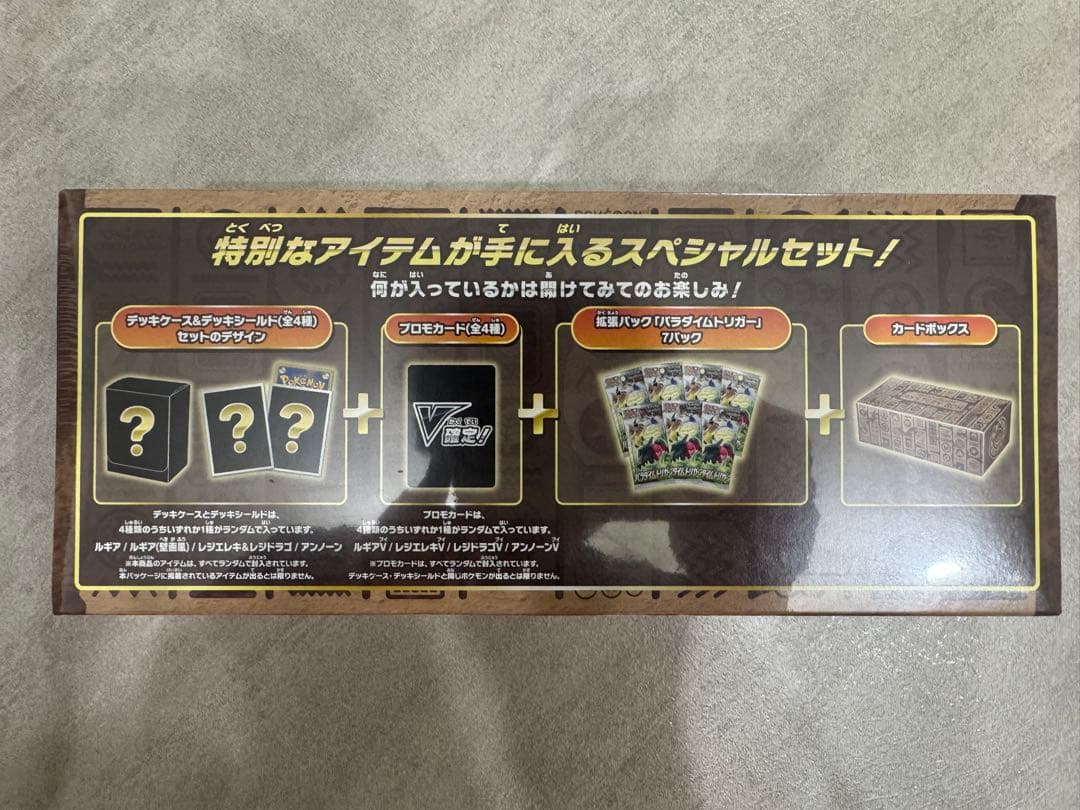 特別なアイテムが手に入るスペシャルセット!
何が入っているかは開けてみてのお楽しみ!
デッキケース&デッキシールド(全4種)
セットのデザイン
プロモカード(全4種)
拡張パック「パラダイムトリガー」
7パック
カードボックス
Pokémon
V確定!!
パラダイムトリガー
デッキケースとデッキシールドは、
4種類のうちいずれか1種がランダムで入っています。
ルギア / ルギア(壁画風) / レジエレキ&レジドラゴ / アンノーン
※本商品のアイテムは、すべてランダムで封入されています。
本パッケージに掲載されているアイテムが出るとは限りません。
プロモカードは、
4種類のうちいずれか1種がランダムで入っています。
ルギアV / レジエレキV / レジドラゴV / アンノーンV
※プロモカードは、すべてランダムで封入されています。
デッキケース・デッキシールドと同じポケモンが出るとは限りません。